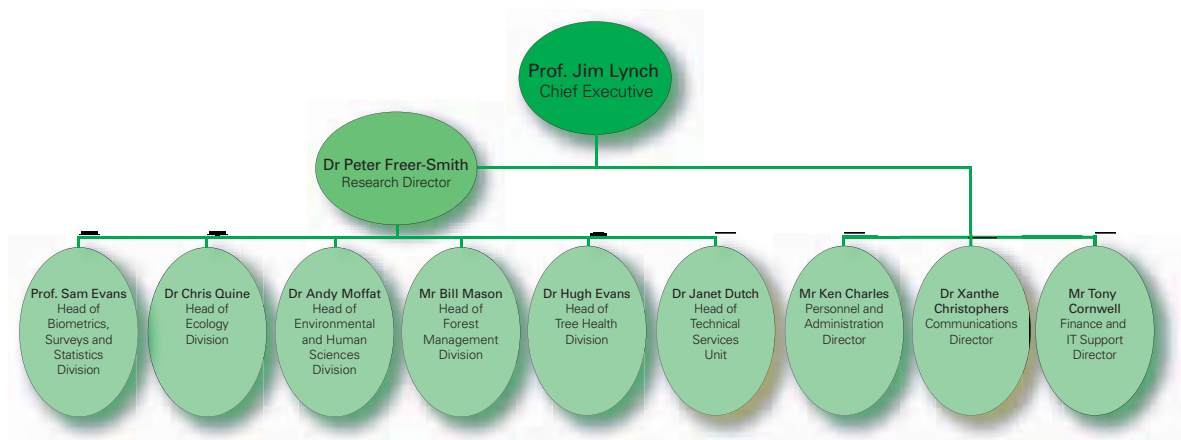 Prof. Jim Lynch
Chief Executive
Dr Peter Freer-Smith
Research Director
Prof. Sam Evans
Head of
Biometrics,
Surveys and
Statistics
Division
Dr Chris Quine
Head of
Ecology
Division
Dr Andy Moffat
Head of
Environmental
and Human
Sciences
Division
Mr Bill Mason
Head of
Forest
Management
Division
Dr Hugh Evans
Head of
Tree Health
Division
Dr Janet Dutch
Head of
Technical
Services
Unit
Mr Ken Charles
Personnel and
Administration
Director
Dr Xanthe
Christophers
Communications
Director
Mr Tony
Cornwell
Finance and
IT Support
Director